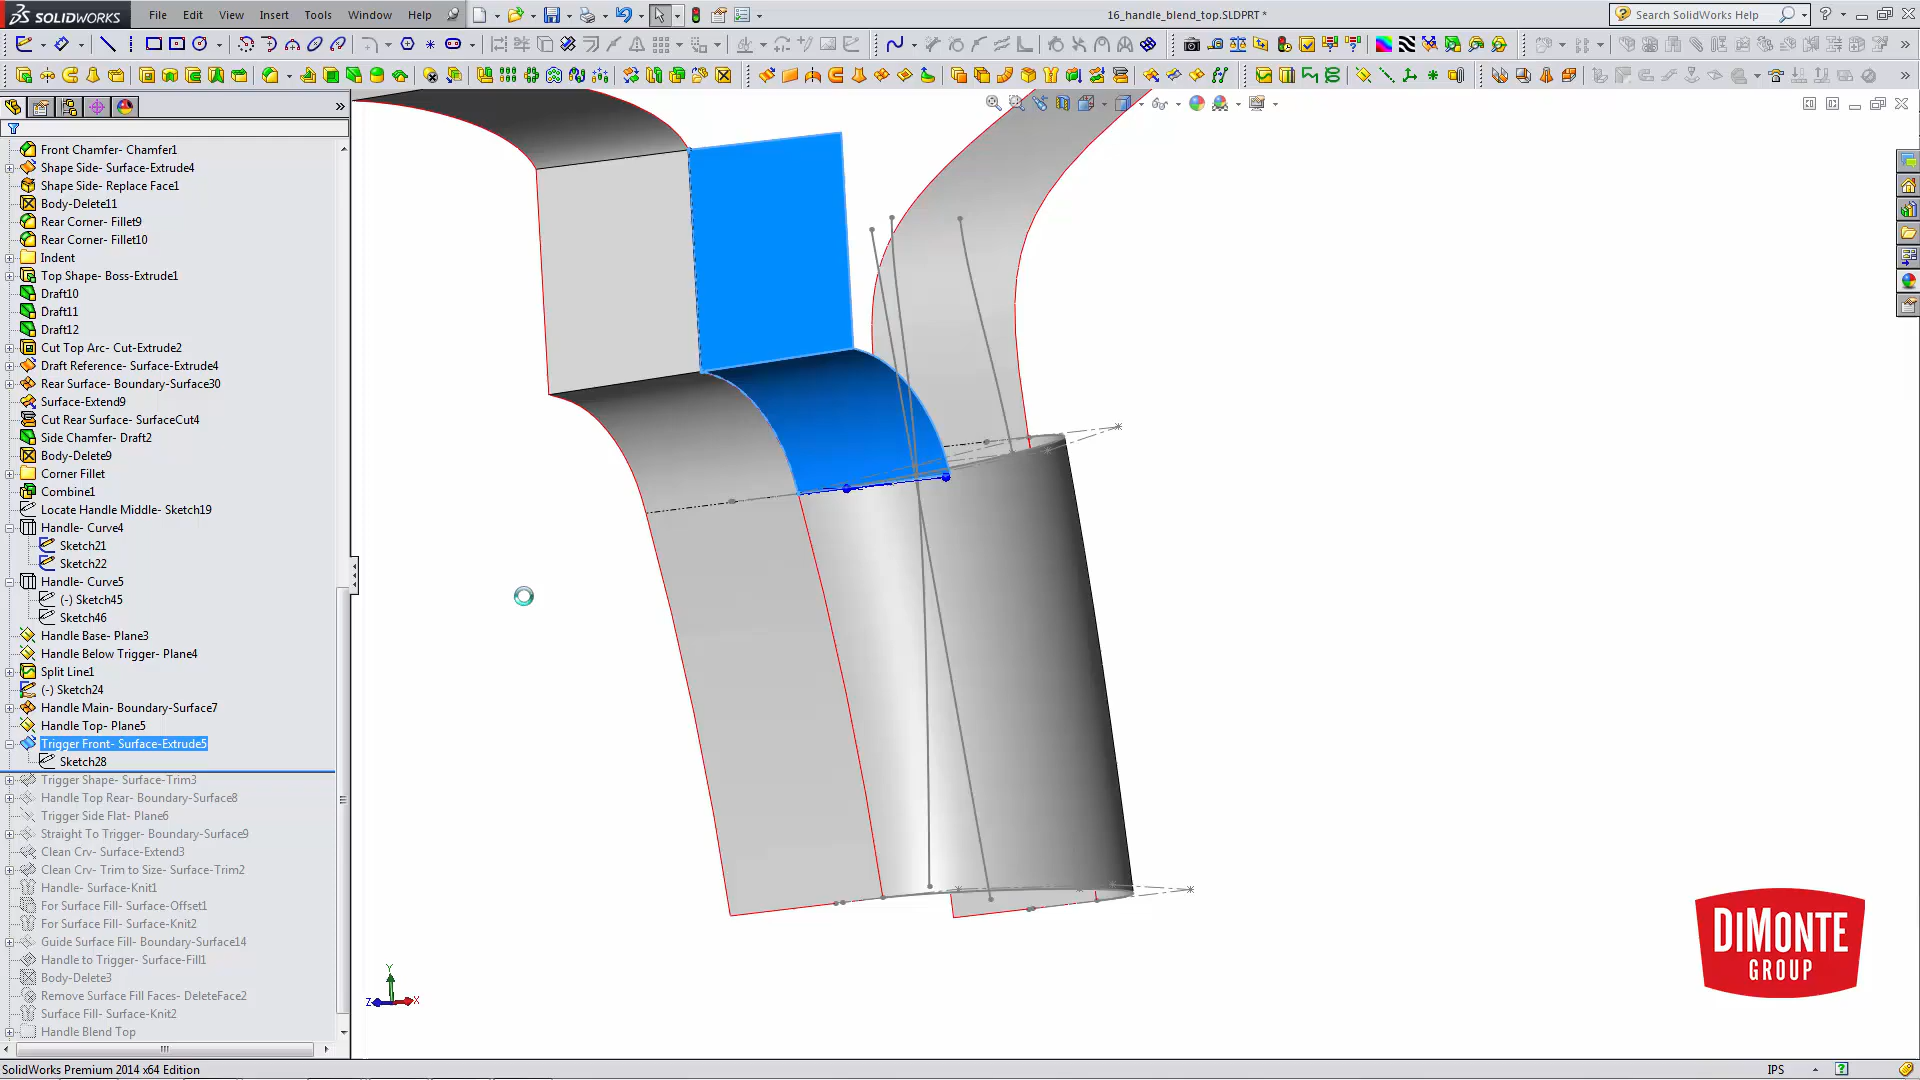 SOLIDWORKS File Edit View Insert Tools Window Help 16_handle_blend_top.SLDPRT * Search SolidWorks Help
Front Chamfer- Chamfer1
Shape Side- Surface-Extrude4
Shape Side- Replace Face1
Body-Delete11
Rear Corner- Fillet9
Rear Corner- Fillet10
Indent
Top Shape- Boss-Extrude1
Draft10
Draft11
Draft12
Cut Top Arc- Cut-Extrude2
Draft Reference- Surface-Extrude4
Rear Surface- Boundary-Surface30
Surface-Extend9
Cut Rear Surface- SurfaceCut4
Side Chamfer- Draft2
Body-Delete9
Corner Fillet
Combine1
Locate Handle Middle- Sketch19
Handle- Curve4
Sketch21
Sketch22
Handle- Curve5
(-) Sketch45
Sketch46
Handle Base- Plane3
Handle Below Trigger- Plane4
Split Line1
(-) Sketch24
Handle Main- Boundary-Surface7
Handle Top- Plane5
Trigger Front- Surface-Extrude5
Sketch28
Trigger Shape- Surface-Trim3
Handle Top Rear- Boundary-Surface8
Trigger Side Flat- Plane6
Straight To Trigger- Boundary-Surface9
Clean Crv- Surface-Extend3
Clean Crv- Trim to Size- Surface-Trim2
Handle- Surface-Knit1
For Surface Fill- Surface-Offset1
For Surface Fill- Surface-Knit2
Guide Surface Fill- Boundary-Surface14
Handle to Trigger- Surface-Fill1
Body-Delete3
Remove Surface Fill Faces- DeleteFace2
Surface Fill- Surface-Knit2
Handle Blend Top
Y
Z X
DiMONTE
GROUP
SolidWorks Premium 2014 x64 Edition IPS